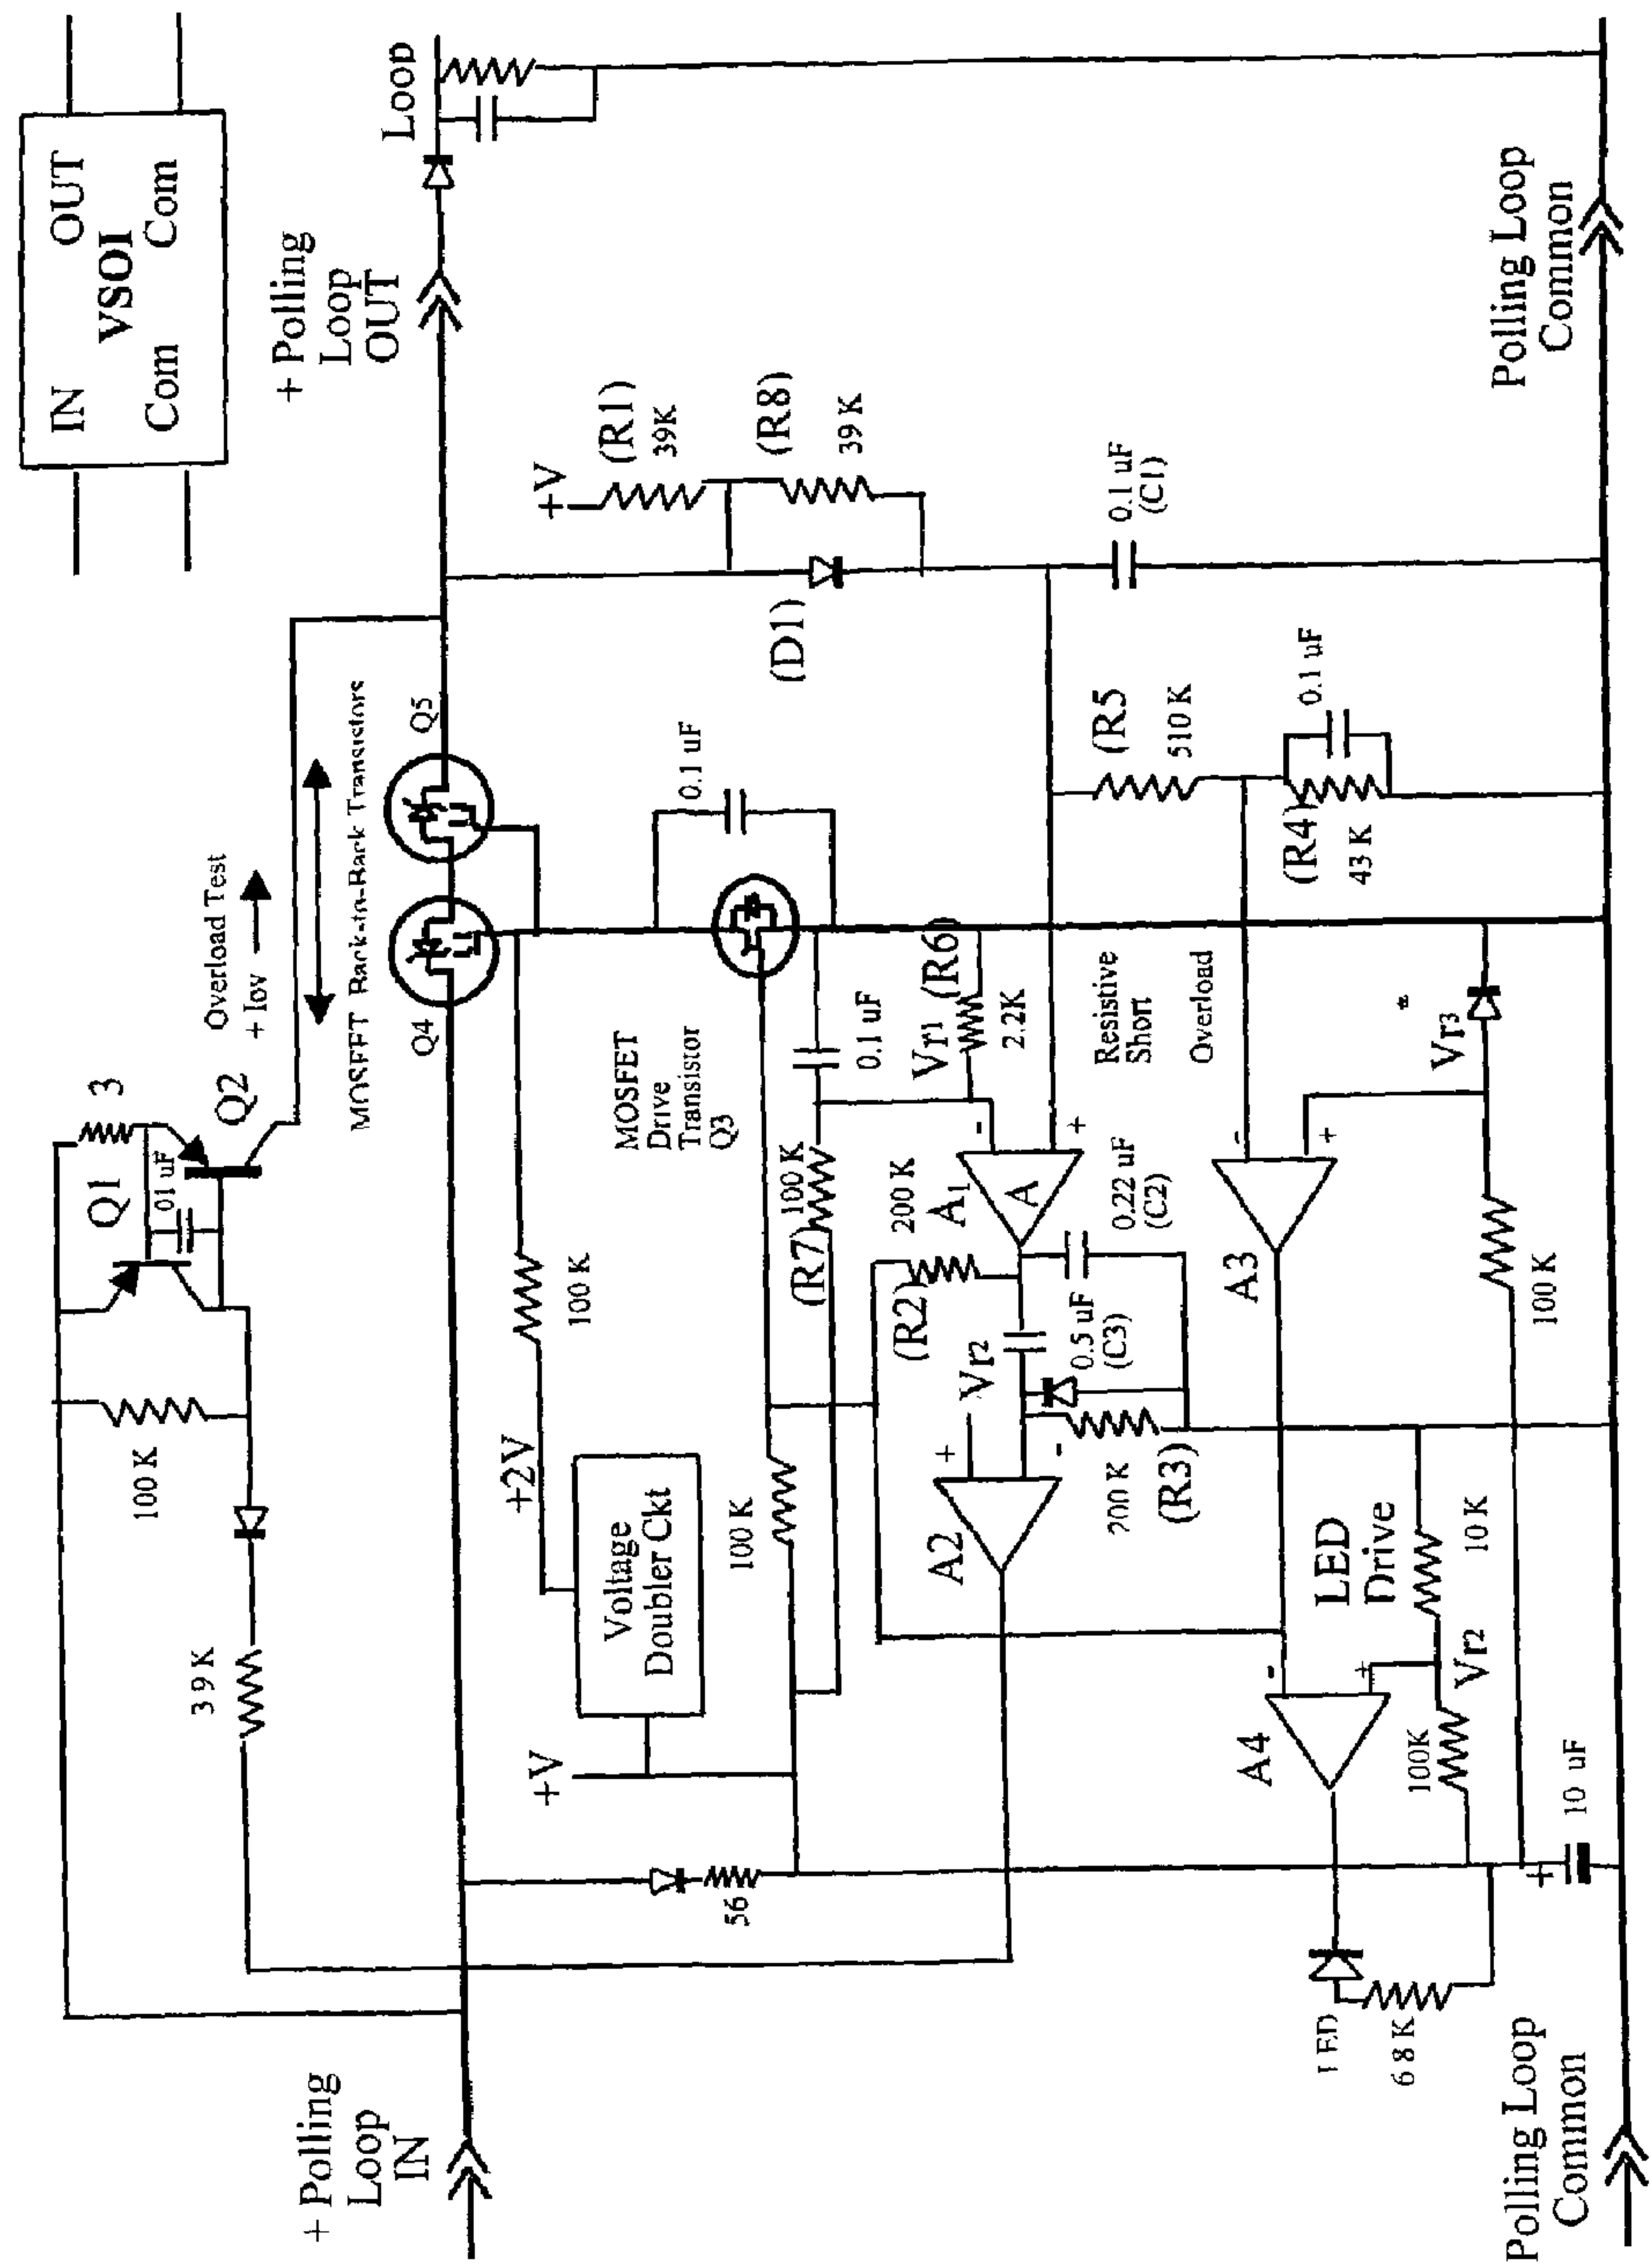 IN OUT
VSOI
Com Com
+ Polling
Loop
IN
Overload Test
+ Iov
MOSFET Back-to-Back Transistors
Q1
Q2
3
.01 uF
100 K
39 K
Q4
Q5
+ Polling
Loop
OUT
Loop
+2V
100 K
Voltage
Doubler Ckt
+V
56
100 K
MOSFET
Drive
Transistor
Q3
0.1 uF
0.1 uF
+V
(R1)
39K
(R8)
39 K
(D1)
0.1 uF
(C1)
(R7)
100 K
Vr1
(R6)
2.2K
200 K
(R2)
A1
A
-
+
0.22 uF
(C2)
0.5 uF
(C3)
Vr2
A2
+
-
200 K
(R3)
Resistive
Short
Overload
(R5
510 K
(R4)
43 K
0.1 uF
A3
-
+
Vr3
100 K
LED
Drive
10 K
Vr2
A4
-
+
100K
LED
6 8 K
+
10 uF
Polling Loop
Common
Polling Loop
Common